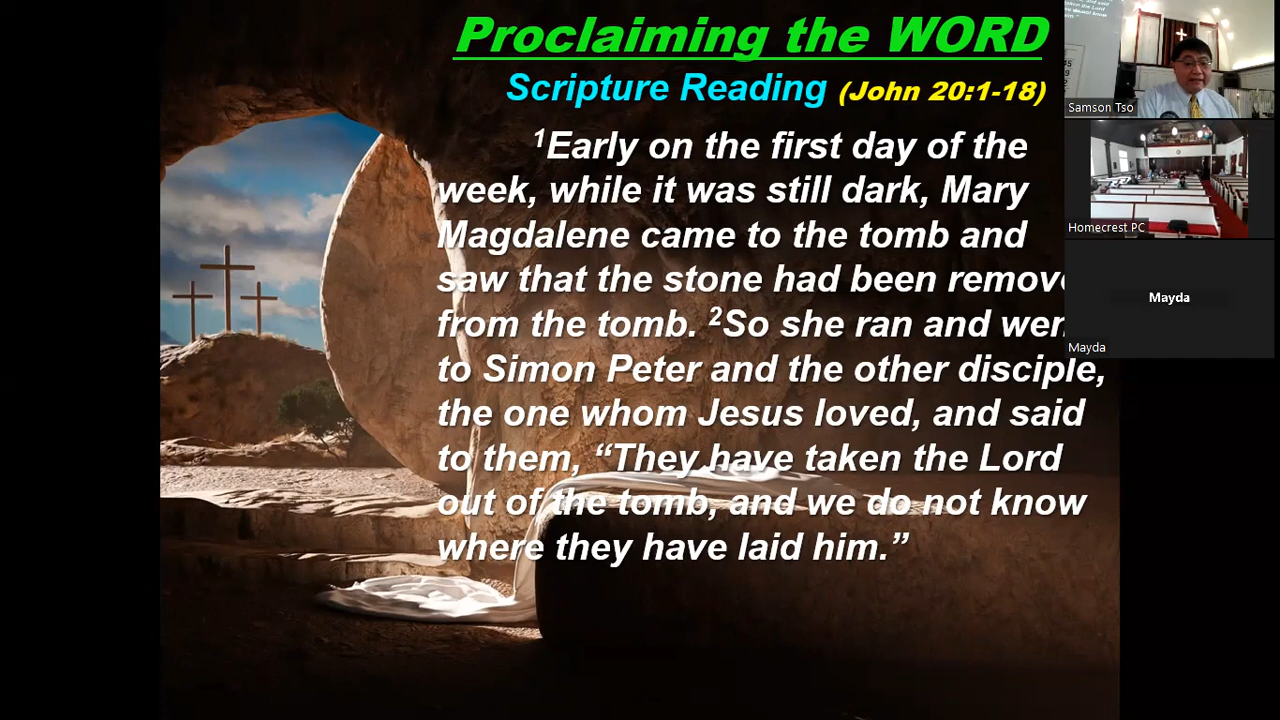 Proclaiming the WORD
Scripture Reading (John 20:1-18)
¹Early on the first day of the
week, while it was still dark, Mary
Magdalene came to the tomb and
saw that the stone had been remove
from the tomb. ²So she ran and wen
to Simon Peter and the other disciple,
the one whom Jesus loved, and said
to them, “They have taken the Lord
out of the tomb, and we do not know
where they have laid him.”
Samson Tso
Homecrest PC
Mayda
Mayda